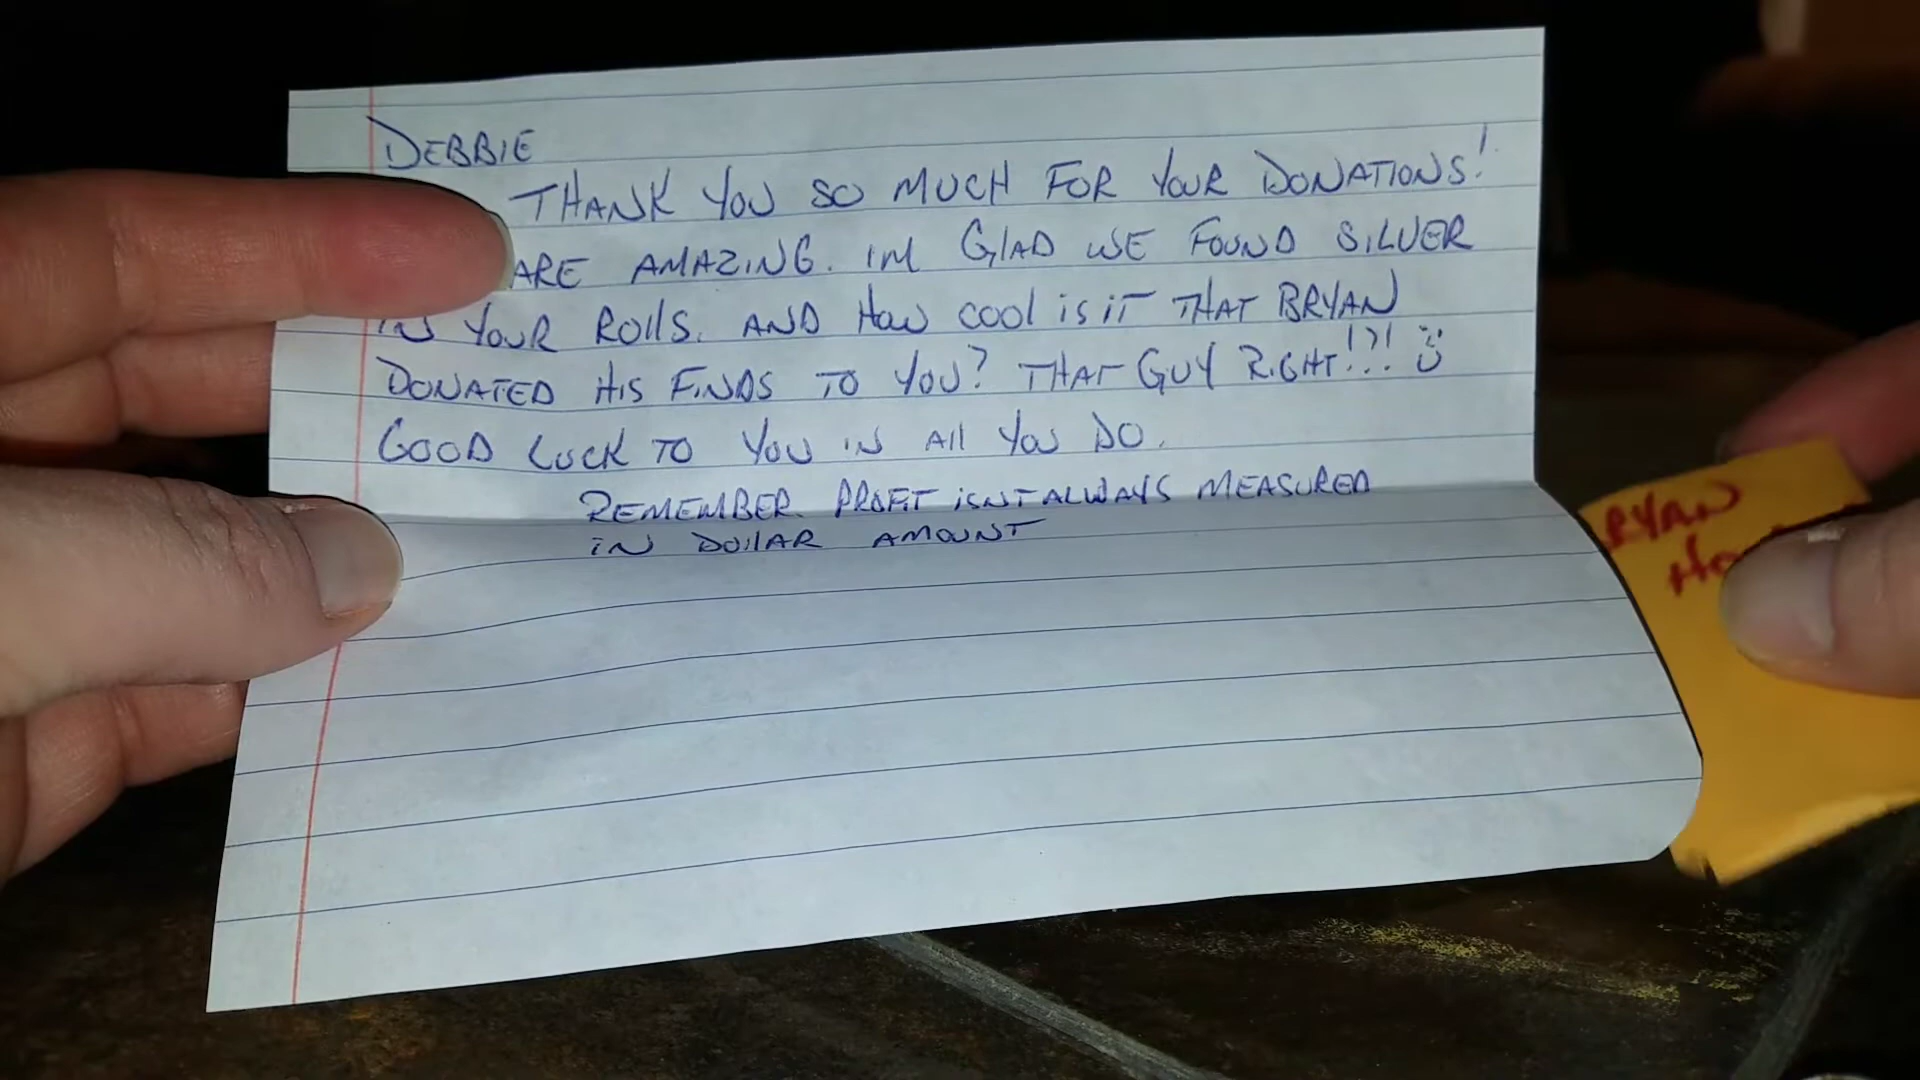 DEBBIE
THANK YOU SO MUCH FOR YOUR DONATIONS!
ARE AMAZING. IM GLAD WE FOUND SILVER
IN YOUR ROllS. AND HOW COOl iS iT THAT BRYAN
DONATED HiS FiNDS TO YOU? THAT GUY RiGHT!?! :)
GOOD LUCK TO YOU iN All YOU DO.
REMEMBER PROFIT iSNT ALWAYS MEASURED
iN DOllAR AMOUNT
RYAN